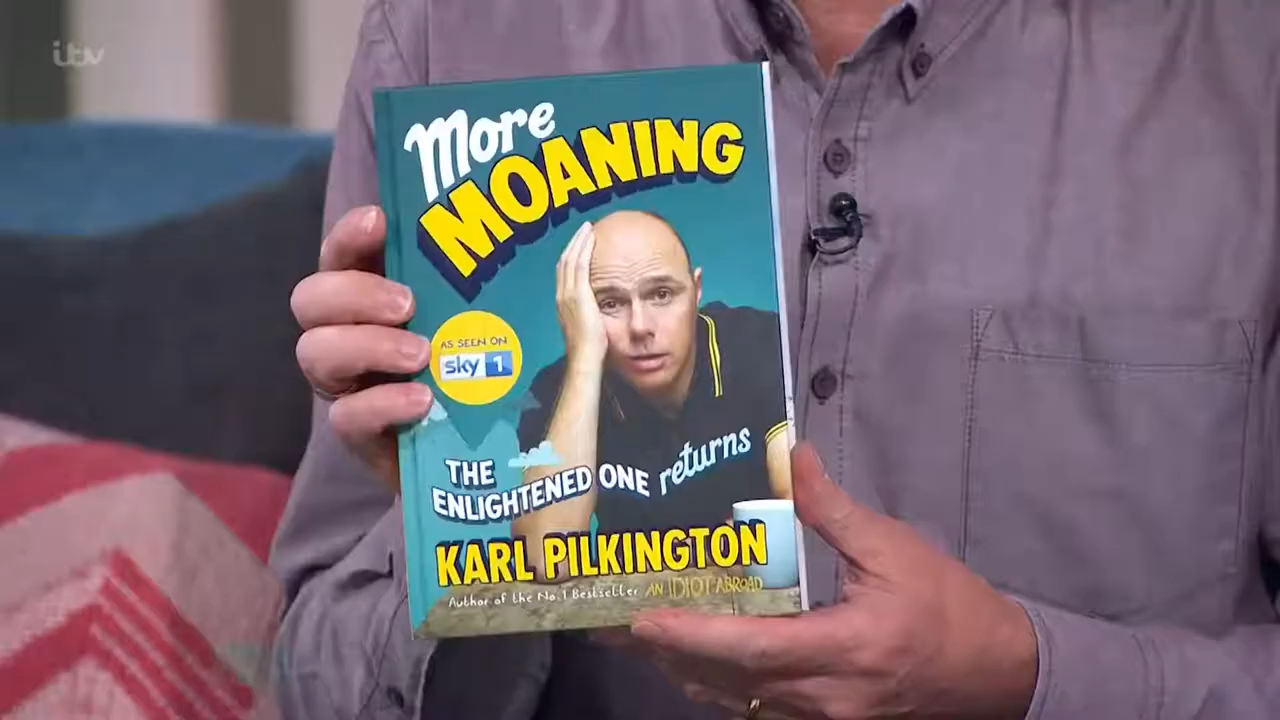 itv
More
MOANING
AS SEEN ON
sky 1
THE
ENLIGHTENED ONE returns
KARL PILKINGTON
Author of the No.1 Bestseller AN IDIOT ABROAD